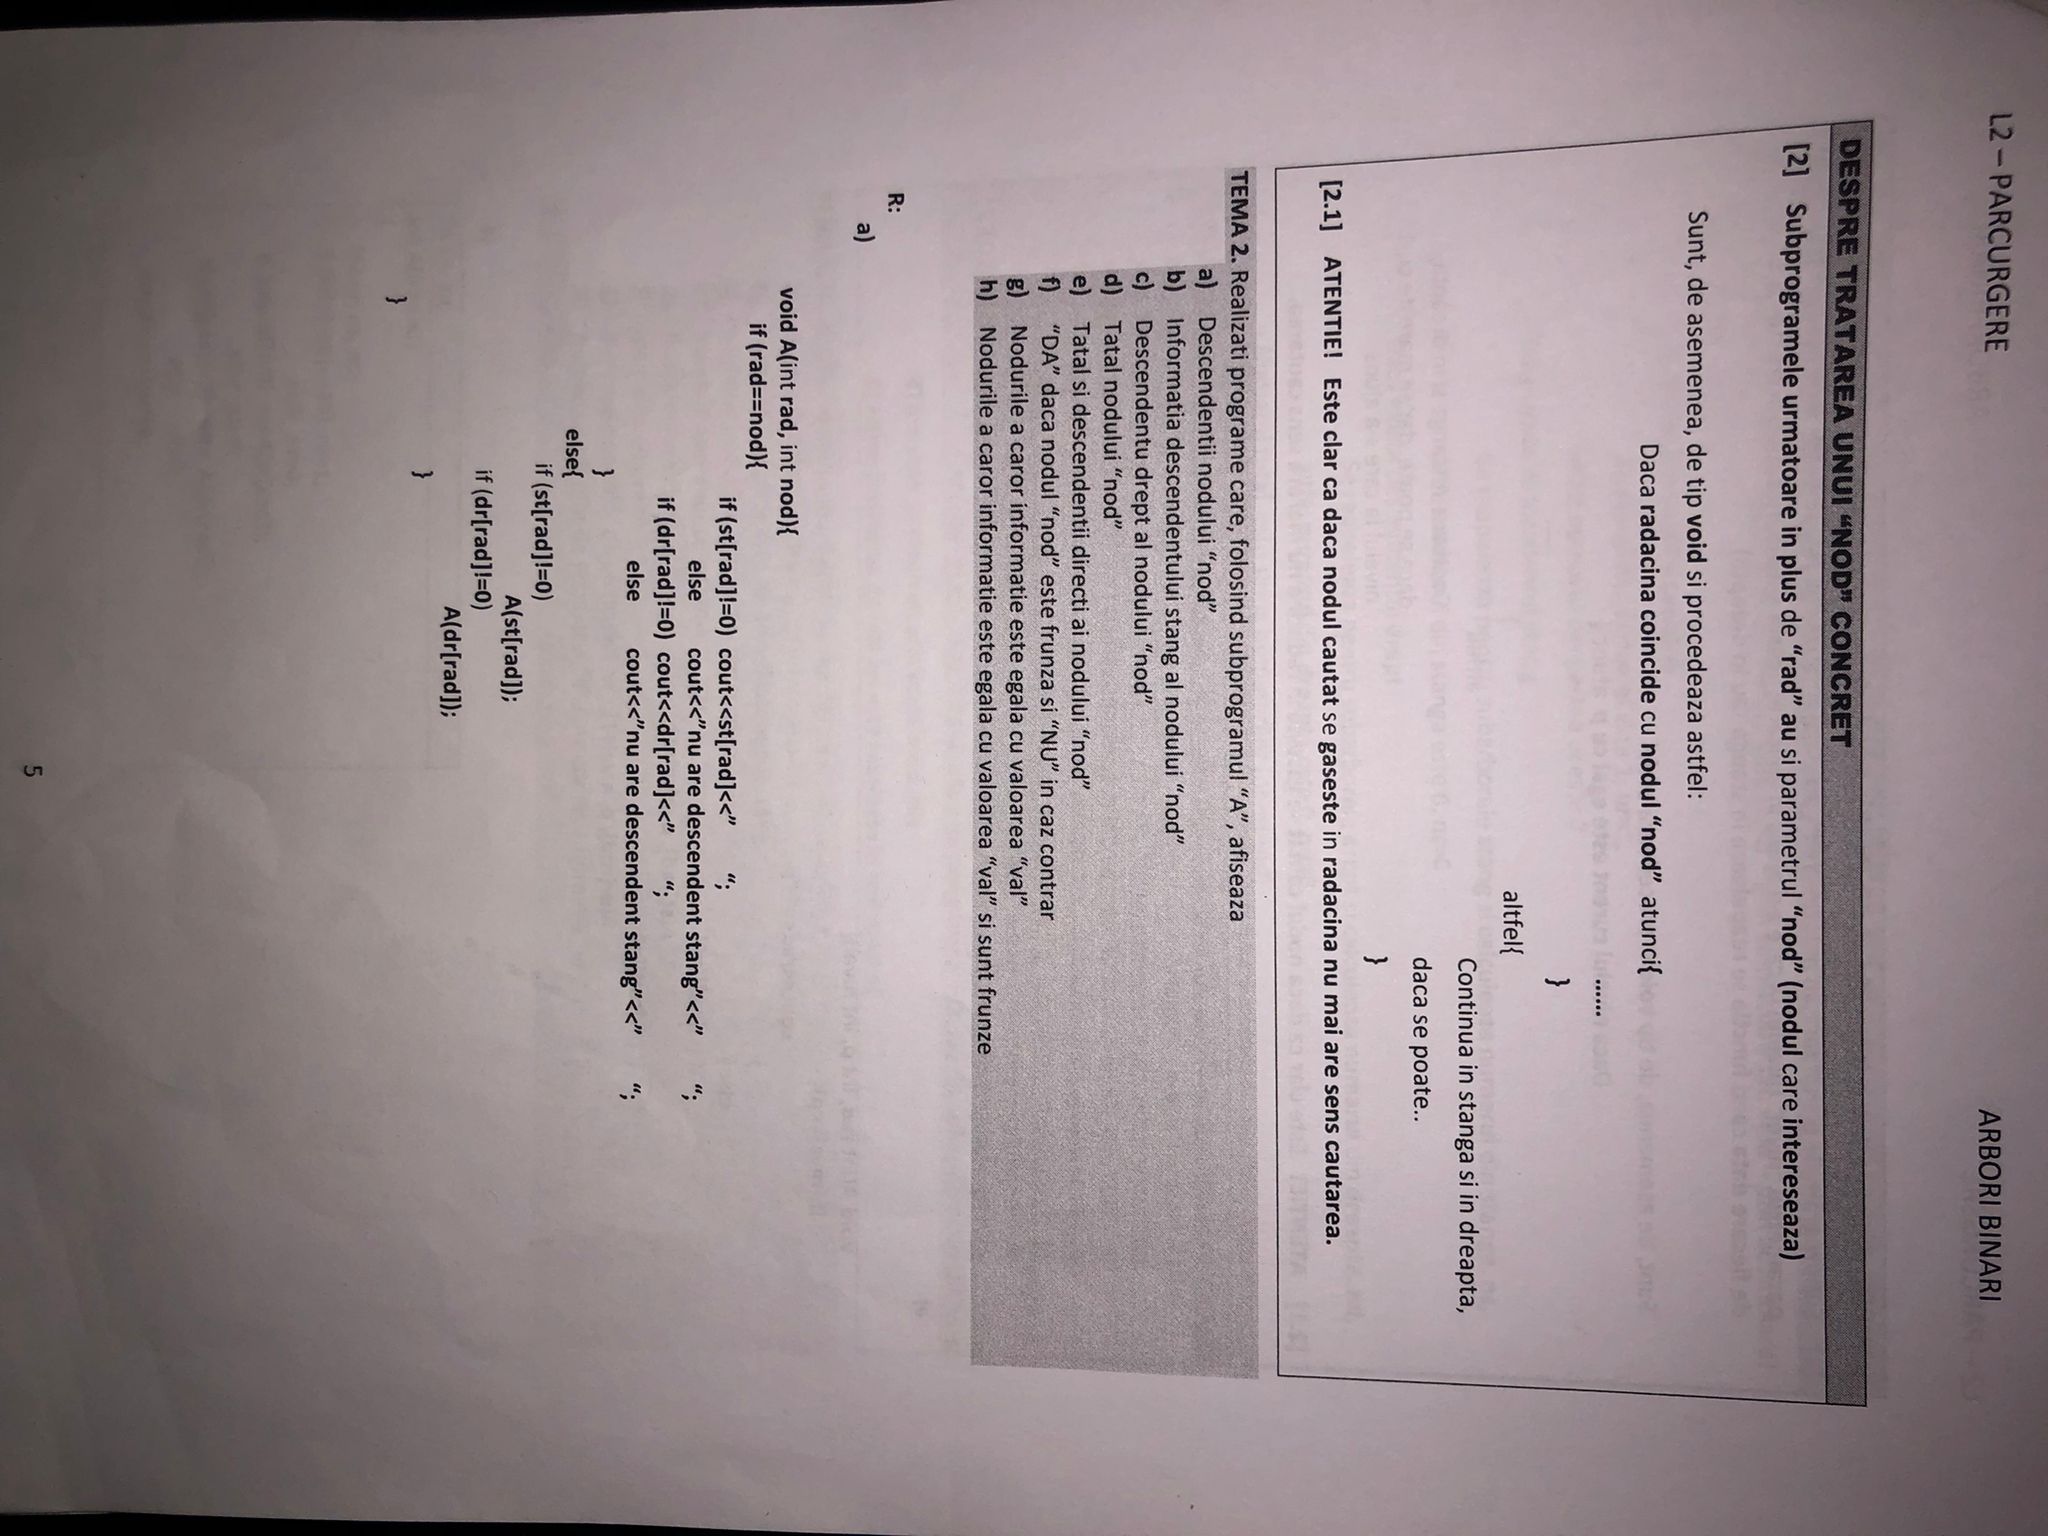 L2 – PARCURGERE
ARBORI BINARI
DESPRE TRATAREA UNUI “NOD” CONCRET
[2] Subprogramele urmatoare in plus de “rad” au si parametrul “nod” (nodul care intereseaza)
Sunt, de asemenea, de tip void si procedeaza astfel:
Daca radacina coincide cu nodul “nod” atunci{
......
}
altfel{
Continua in stanga si in dreapta,
daca se poate..
}
[2.1] ATENTIE! Este clar ca daca nodul cautat se gaseste in radacina nu mai are sens cautarea.
TEMA 2. Realizati programe care, folosind subprogramul “A”, afiseaza
a) Descendentii nodului “nod”
b) Informatia descendentului stang al nodului “nod”
c) Descendentu drept al nodului “nod”
d) Tatal nodului “nod”
e) Tatal si descendentii directi ai nodului “nod”
f) “DA” daca nodul “nod” este frunza si “NU” in caz contrar
g) Nodurile a caror informatie este egala cu valoarea “val”
h) Nodurile a caror informatie este egala cu valoarea “val” si sunt frunze
R:
a)
void A(int rad, int nod){
if (rad==nod){
if (st[rad]!=0) cout<<st[rad]<<” “;
else cout<<”nu are descendent stang”<<” “;
if (dr[rad]!=0) cout<<dr[rad]<<” “;
else cout<<”nu are descendent stang”<<” “;
}
else{
if (st[rad]!=0)
A(st[rad]);
if (dr[rad]!=0)
A(dr[rad]);
}
}
5